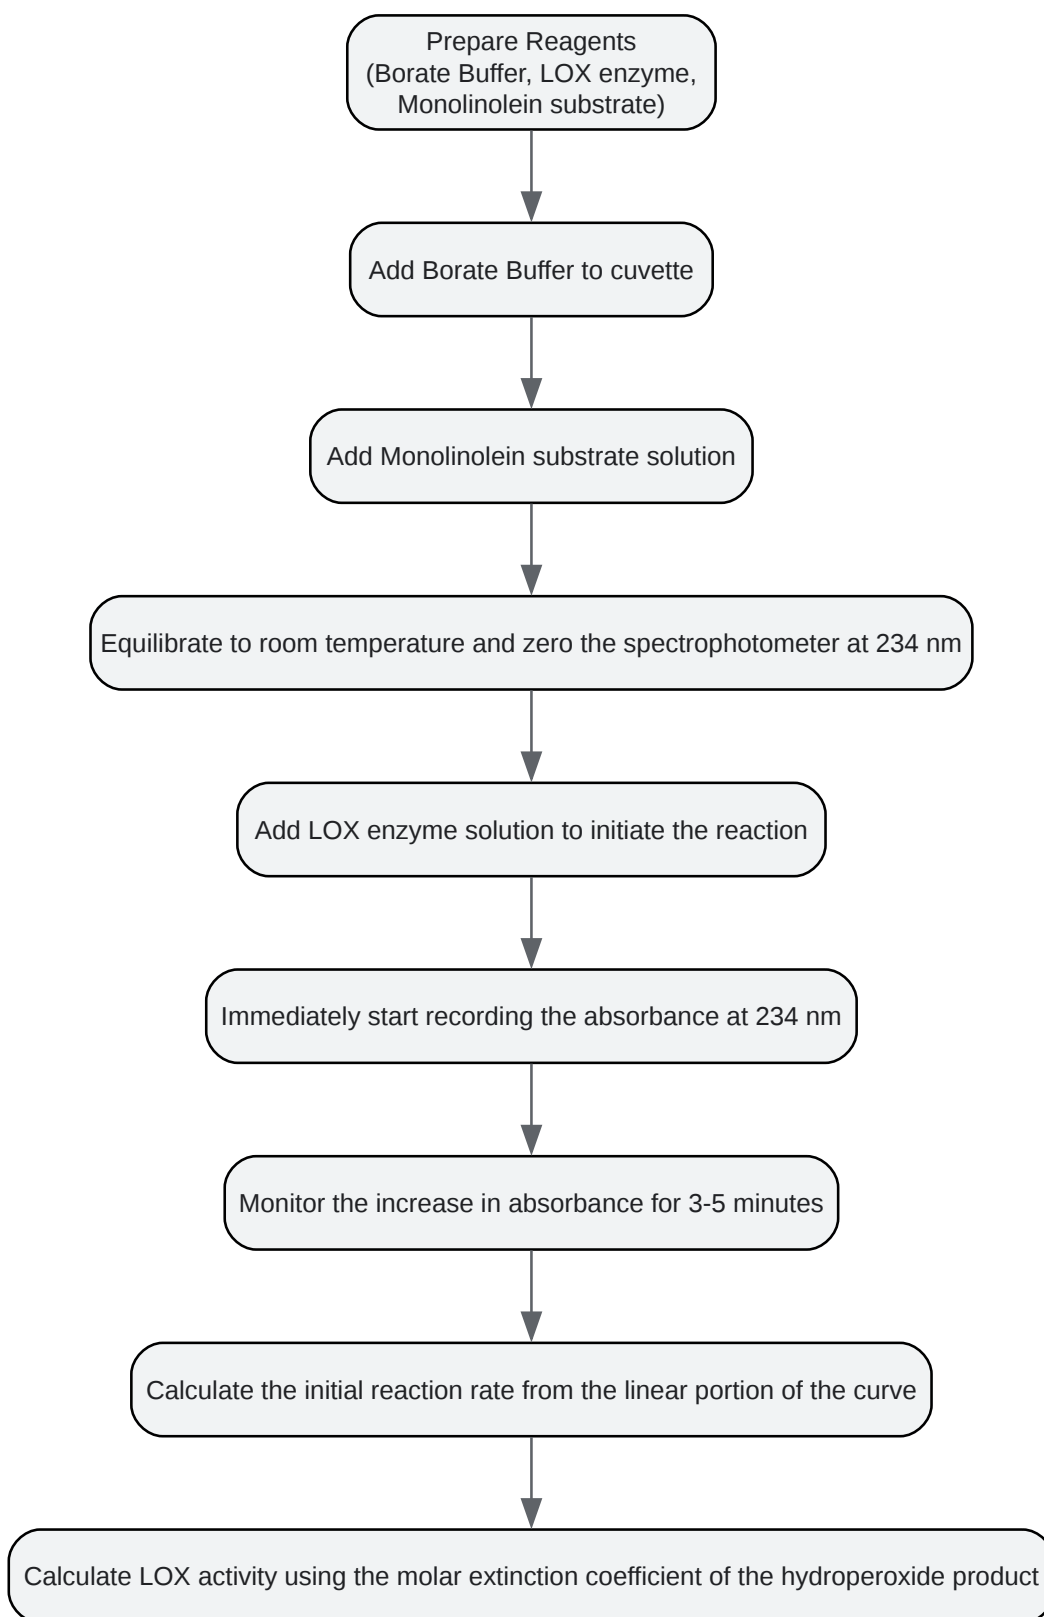 Prepare Reagents
(Borate Buffer, LOX enzyme,
Monolinolein substrate)
Add Borate Buffer to cuvette
Add Monolinolein substrate solution
Equilibrate to room temperature and zero the spectrophotometer at 234 nm
Add LOX enzyme solution to initiate the reaction
Immediately start recording the absorbance at 234 nm
Monitor the increase in absorbance for 3-5 minutes
Calculate the initial reaction rate from the linear portion of the curve
Calculate LOX activity using the molar extinction coefficient of the hydroperoxide product